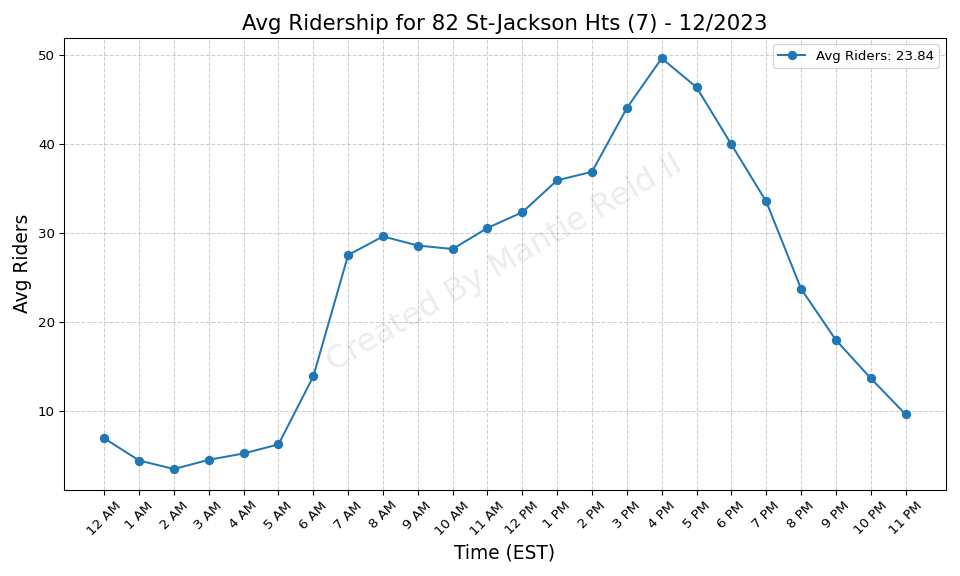 Avg Ridership for 82 St-Jackson Hts (7) - 12/2023
Avg Riders: 23.84
50
40
30
20
10
Avg Riders
Created By Mantie Reid II
12 AM
1 AM
2 AM
3 AM
4 AM
5 AM
6 AM
7 AM
8 AM
9 AM
10 AM
11 AM
12 PM
1 PM
2 PM
3 PM
4 PM
5 PM
6 PM
7 PM
8 PM
9 PM
10 PM
11 PM
Time (EST)